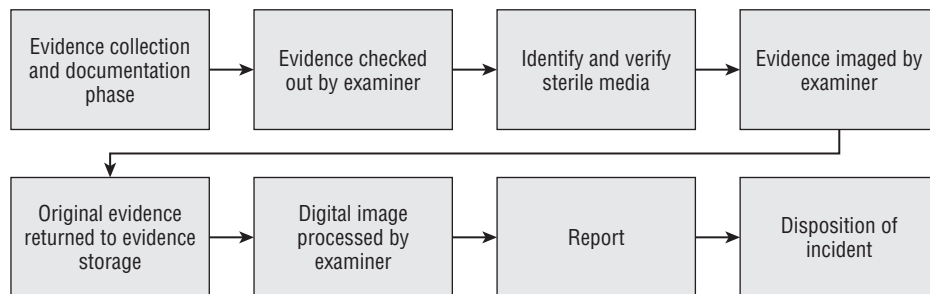 Evidence collection
and documentation
phase
Evidence checked
out by examiner
Identify and verify
sterile media
Evidence imaged by
examiner
Original evidence
returned to evidence
storage
Digital image
processed by
examiner
Report
Disposition of
incident